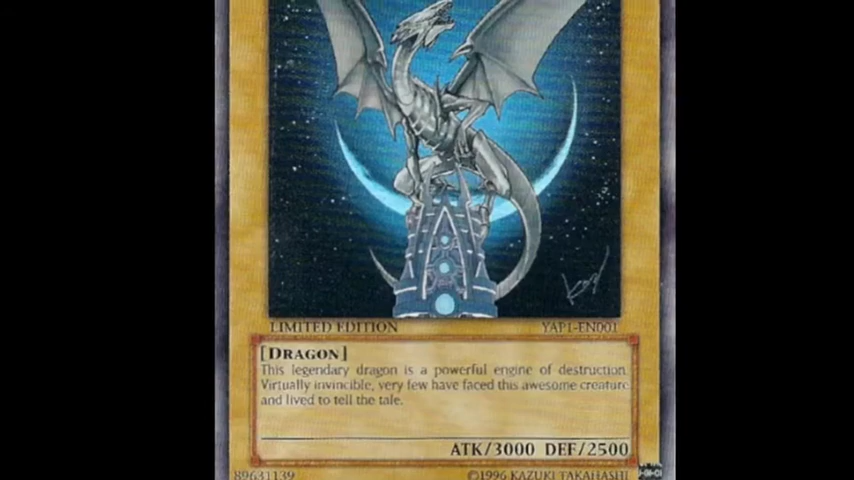 LIMITED EDITION YAP1-EN001
[DRAGON]
This legendary dragon is a powerful engine of destruction.
Virtually invincible, very few have faced this awesome creature
and lived to tell the tale.
ATK/3000 DEF/2500
89631139 ©1996 KAZUKI TAKAHASHI